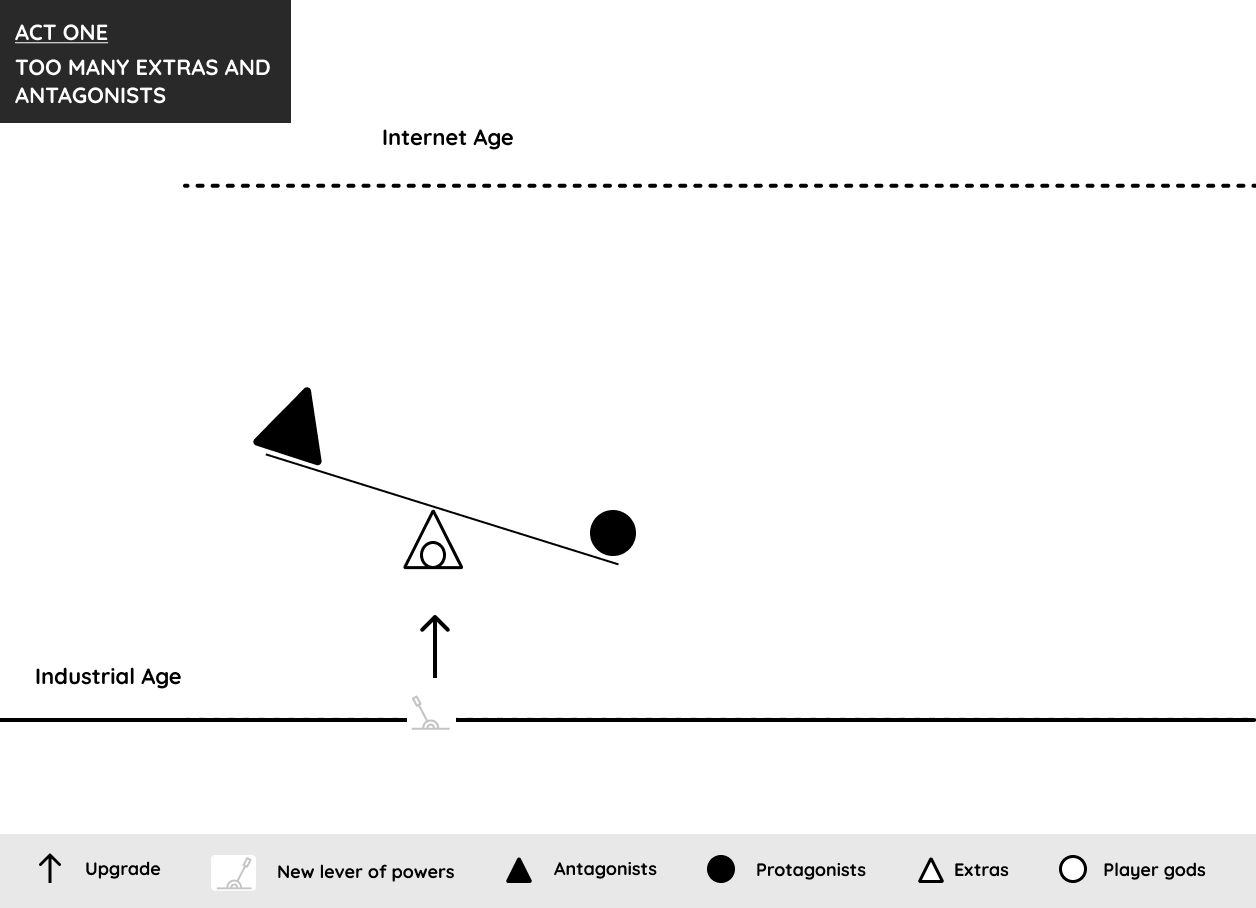 ACT ONE
TOO MANY EXTRAS AND
ANTAGONISTS
Internet Age
Industrial Age
Upgrade
New lever of powers
Antagonists
Protagonists
Extras
Player gods